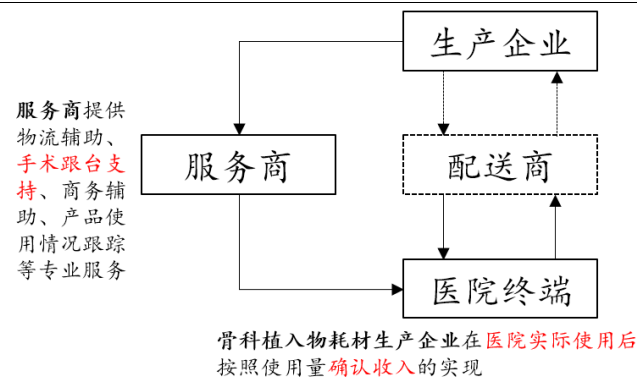 生产企业
服务商提供
物流辅助、
手术跟台支
持、商务辅
助、产品使
用情况跟踪
等专业服务
服务商
配送商
医院终端
骨科植入物耗材生产企业在医院实际使用后
按照使用量确认收入的实现